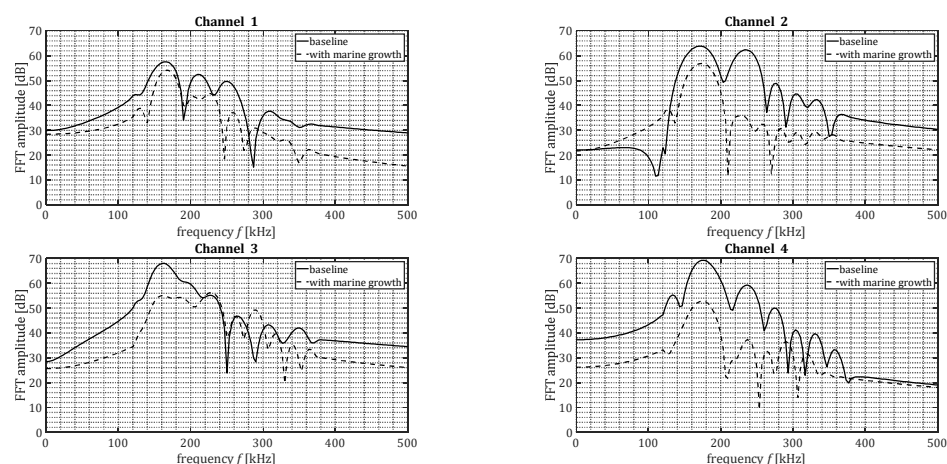 Channel 1
FFT amplitude [dB]
70
60
50
40
30
20
10
0
baseline
with marine growth
0 100 200 300 400 500
frequency f [kHz]
Channel 2
FFT amplitude [dB]
70
60
50
40
30
20
10
0
baseline
with marine growth
0 100 200 300 400 500
frequency f [kHz]
Channel 3
FFT amplitude [dB]
70
60
50
40
30
20
10
0
baseline
with marine growth
0 100 200 300 400 500
frequency f [kHz]
Channel 4
FFT amplitude [dB]
70
60
50
40
30
20
10
0
baseline
with marine growth
0 100 200 300 400 500
frequency f [kHz]